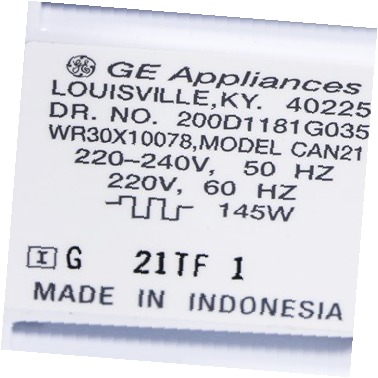 GE Appliances
LOUISVILLE,KY. 40225
DR. NO. 200D1181G035
WR30X10078,MODEL CAN21
220-240V, 50 HZ
220V, 60 HZ
145W
I G 21TF 1
MADE IN INDONESIA